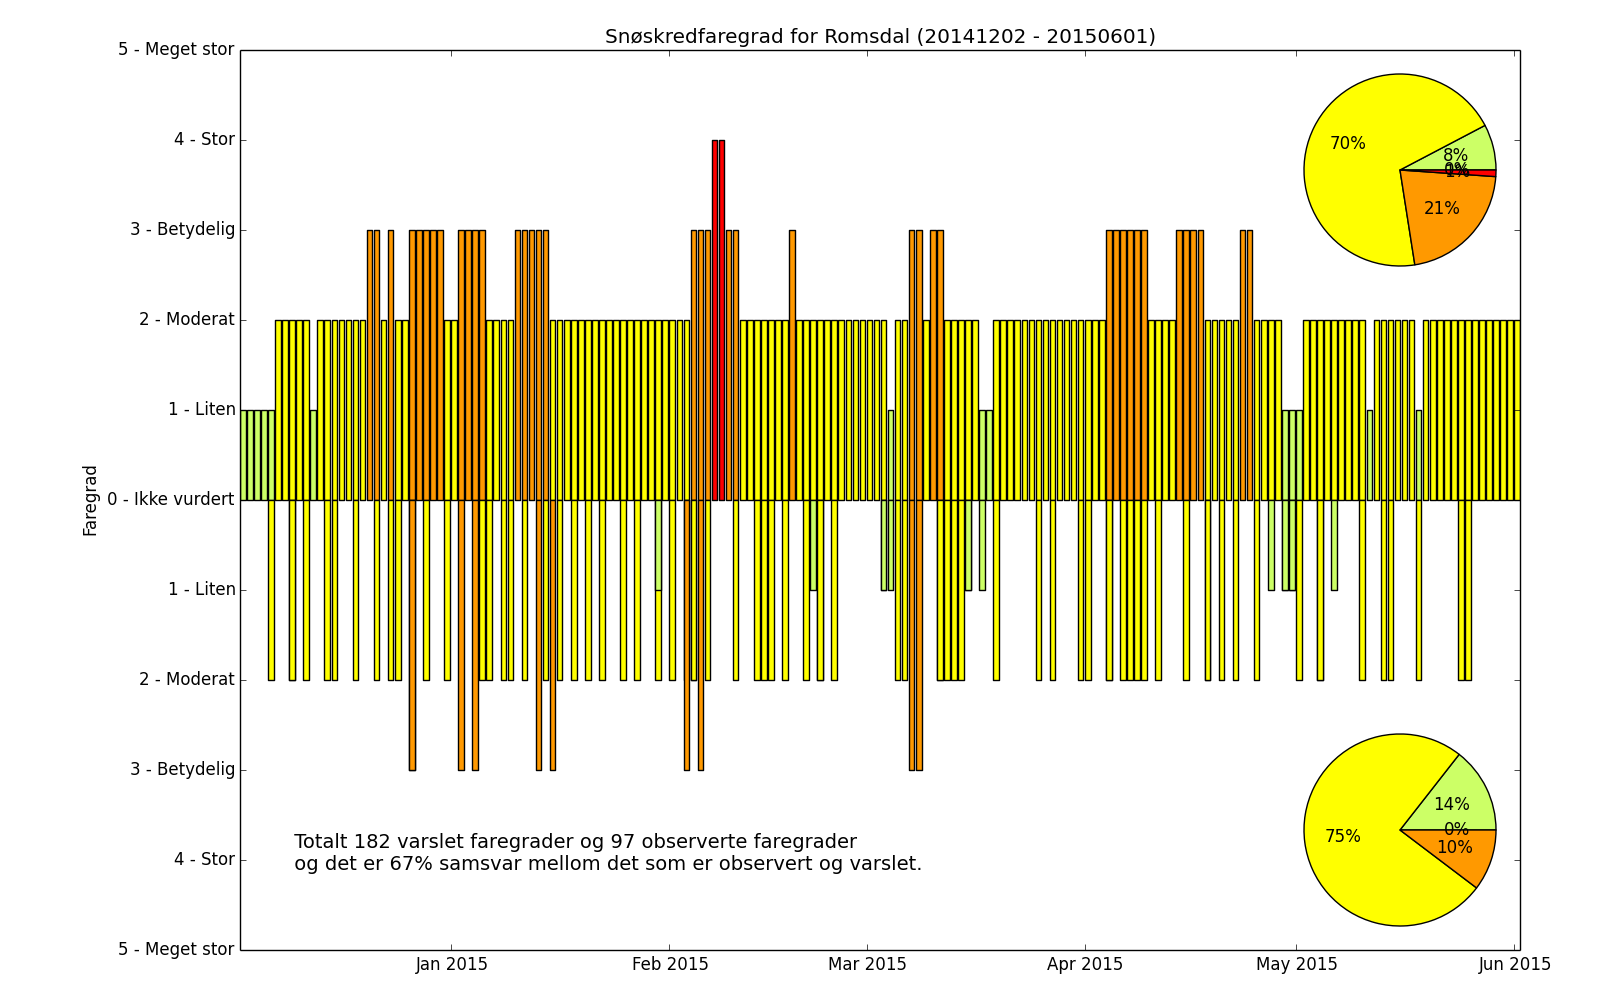 Snøskredfaregrad for Romsdal (20141202 - 20150601)
5 - Meget stor
4 - Stor
3 - Betydelig
2 - Moderat
1 - Liten
0 - Ikke vurdert
1 - Liten
2 - Moderat
3 - Betydelig
4 - Stor
5 - Meget stor
Faregrad
70%
8%
21%
Totalt 182 varslet faregrader og 97 observerte faregrader
og det er 67% samsvar mellom det som er observert og varslet.
14%
0%
75%
10%
Jan 2015
Feb 2015
Mar 2015
Apr 2015
May 2015
Jun 2015